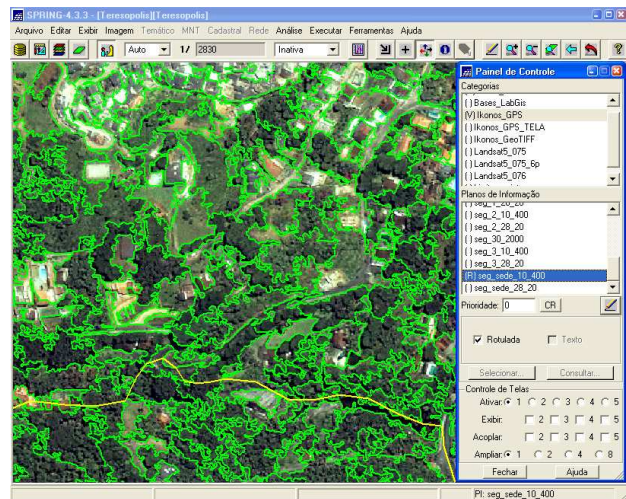 SPRING-4.3.3 - [Teresopolis][Teresopolis]
Arquivo Editar Exibir Imagem Temático MNT Cadastral Rede Análise Executar Ferramentas Ajuda
Auto 1/ 2830 Inativa
Painel de Controle
Categorias
( ) Bases_LabGis
(V) Ikonos_GPS
( ) Ikonos_GPS_TELA
( ) Ikonos_GeoTIFF
( ) Landsat5_075
( ) Landsat5_075_6p
( ) Landsat5_076
Planos de Informação
( ) seg_1_20_20
( ) seg_2_10_400
( ) seg_2_28_20
( ) seg_30_2000
( ) seg_3_10_400
( ) seg_3_28_20
(R) seg_sede_10_400
( ) seg_sede_28_20
Prioridade: 0 CR
Rotulada Texto
Selecionar... Consultar...
Controle de Telas
Ativar: 1 2 3 4 5
Exibir: 2 3 4 5
Acoplar: 2 3 4 5
Ampliar: 1 2 4 8
Fechar Ajuda
PI: seg_sede_10_400